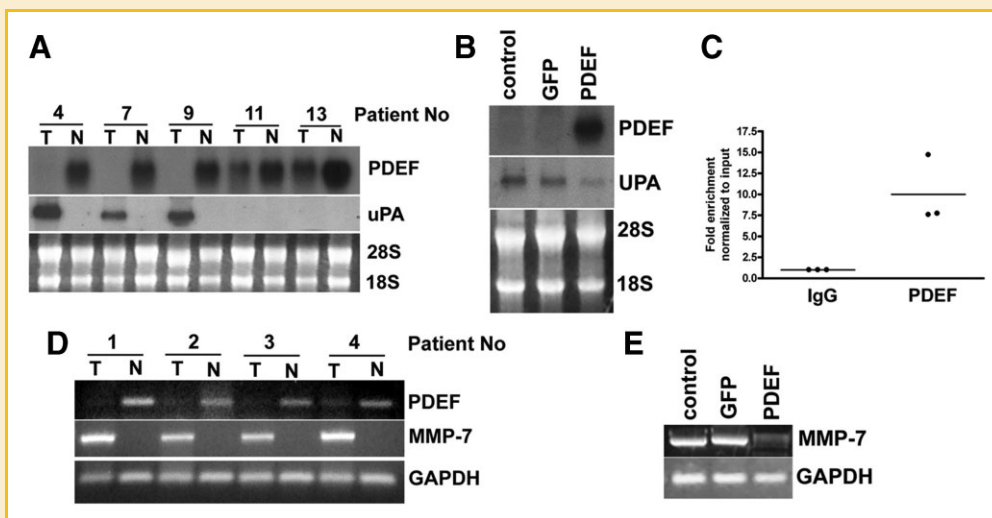 A
4 7 9 11 13 Patient No
T N T N T N T N T N
PDEF
uPA
28S
18S
B
control GFP PDEF
PDEF
UPA
28S
18S
C
Fold enrichment
normalized to input
17.5
15.0
12.5
10.0
7.5
5.0
2.5
0.0
IgG PDEF
D
1 2 3 4 Patient No
T N T N T N T N
PDEF
MMP-7
GAPDH
E
control GFP PDEF
MMP-7
GAPDH